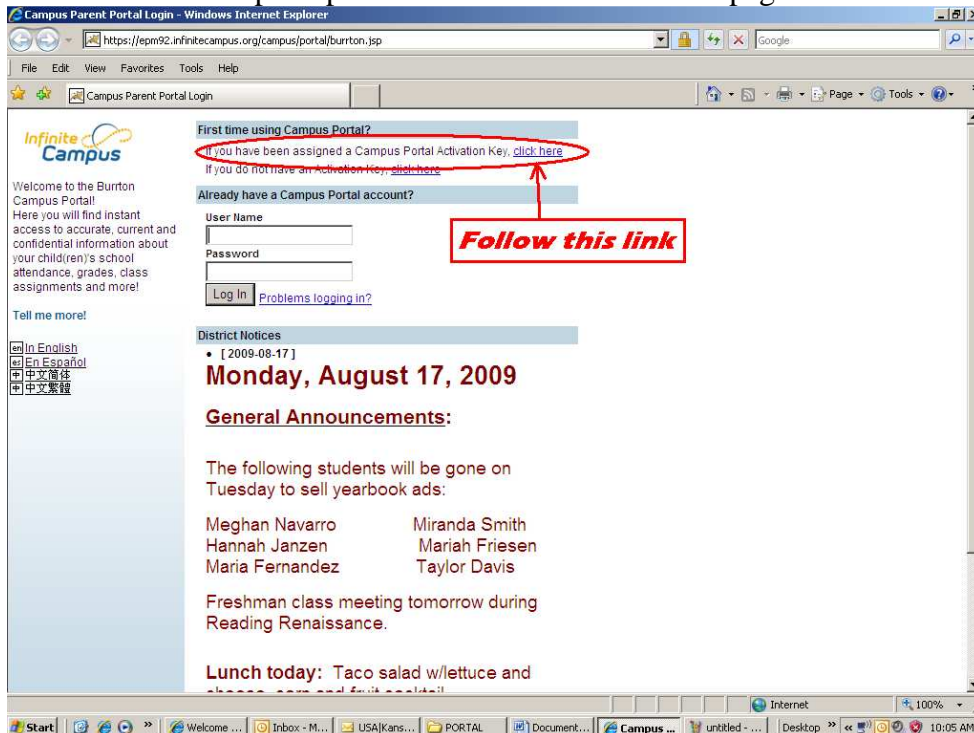 Campus Parent Portal Login - Windows Internet Explorer
https://epm92.infinitecampus.org/campus/portal/burrton.jsp
Google
File Edit View Favorites Tools Help
Campus Parent Portal Login
Page Tools
Infinite Campus
Welcome to the Burrton
Campus Portal!
Here you will find instant
access to accurate, current and
confidential information about
your child(ren)'s school
attendance, grades, class
assignments and more!
Tell me more!
en In English
es En Español
中 中文简体
中 中文繁體
First time using Campus Portal?
If you have been assigned a Campus Portal Activation Key, click here
If you do not have an Activation Key, click here
Follow this link
Already have a Campus Portal account?
User Name
Password
Log In Problems logging in?
District Notices
• [ 2009-08-17 ]
Monday, August 17, 2009
General Announcements:
The following students will be gone on
Tuesday to sell yearbook ads:
Meghan Navarro Miranda Smith
Hannah Janzen Mariah Friesen
Maria Fernandez Taylor Davis
Freshman class meeting tomorrow during
Reading Renaissance.
Lunch today: Taco salad w/lettuce and
Internet 100%
Start Welcome ... Inbox - M... USA|Kans... PORTAL Document... Campus ... untitled - ... Desktop 10:05 AM